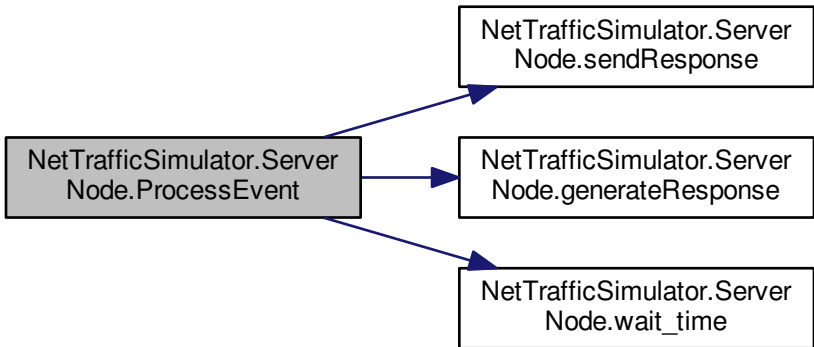 NetTrafficSimulator.Server
Node.sendResponse
NetTrafficSimulator.Server
Node.ProcessEvent
NetTrafficSimulator.Server
Node.generateResponse
NetTrafficSimulator.Server
Node.wait_time